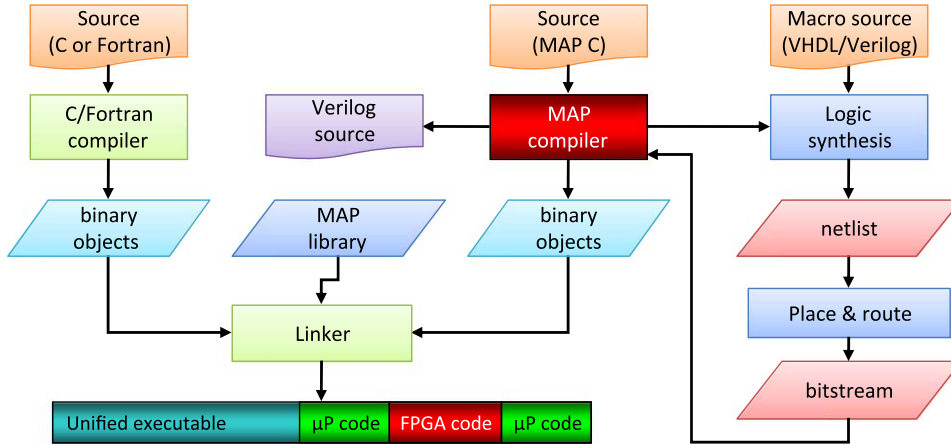 Source
(C or Fortran)
Source
(MAP C)
Macro source
(VHDL/Verilog)
C/Fortran
compiler
Verilog
source
MAP
compiler
Logic
synthesis
binary
objects
MAP
library
binary
objects
netlist
Linker
Place & route
bitstream
Unified executable
μP code
FPGA code
μP code